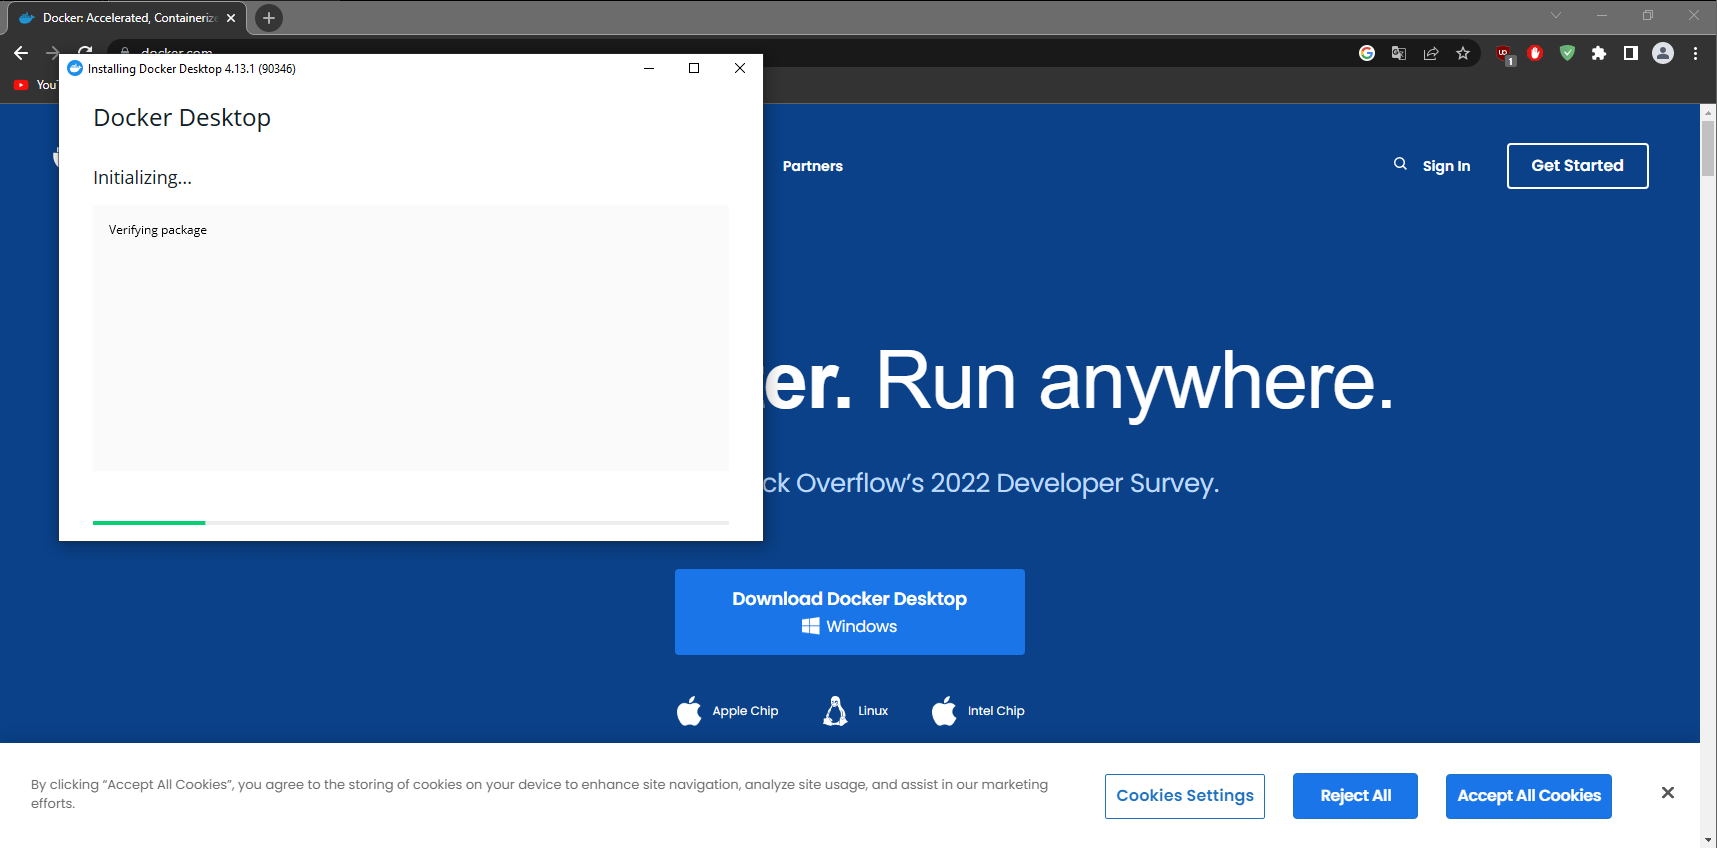 Docker: Accelerated, Containerize
docker.com
1
Installing Docker Desktop 4.13.1 (90346)
Docker Desktop
Initializing...
Verifying package
Partners
Sign In
Get Started
er. Run anywhere.
ck Overflow’s 2022 Developer Survey.
Download Docker Desktop
Windows
Apple Chip
Linux
Intel Chip
By clicking “Accept All Cookies”, you agree to the storing of cookies on your device to enhance site navigation, analyze site usage, and assist in our marketing
efforts.
Cookies Settings
Reject All
Accept All Cookies